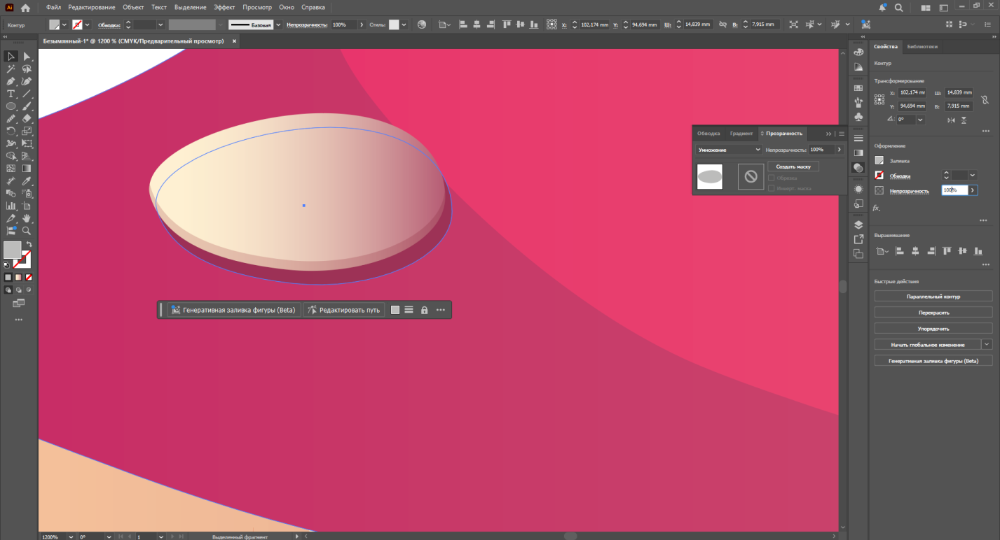 Ai Файл Редактирование Объект Текст Выделение Эффект Просмотр Окно Справка
Контур Обводка: Базовая Непрозрачность: 100% Стили: X: 102,174 mm Y: 94,694 mm Ш: 14,839 mm В: 7,915 mm
Безымянный-1* @ 1200 % (CMYK/Предварительный просмотр) ×
Свойства Библиотеки
Контур
Трансформирование
X: 102,174 mr Ш: 14,839 mm
Y: 94,694 mm В: 7,915 mm
0°
Обводка Градиент Прозрачность
Умножение Непрозрачность: 100%
Создать маску
Обрезка
Инверт. маска
Оформление
Заливка
Обводка
Непрозрачность 100%
fx.
Выравнивание
Быстрые действия
Параллельный контур
Перекрасить
Упорядочить
Начать глобальное изменение
Генеративная заливка фигуры (Beta)
Генеративная заливка фигуры (Beta) Редактировать путь
1200% 0° 1 Выделенный фрагмент